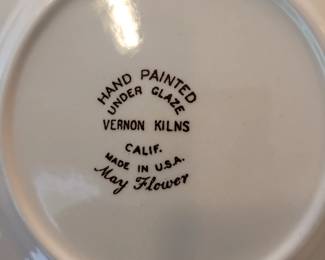 HAND PAINTED
UNDER GLAZE
VERNON KILNS
CALIF.
MADE IN U.S.A.
May Flower